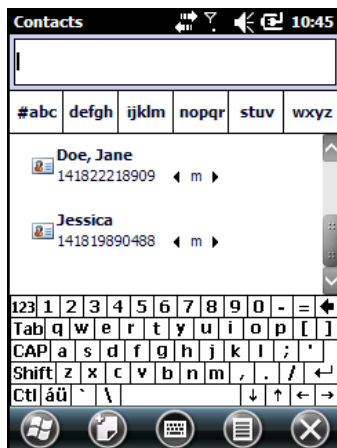 Contacts 10:45
#abc defgh ijklm nopqr stuv wxyz
Doe, Jane
141822218909 m
Jessica
141819890488 m
123 1 2 3 4 5 6 7 8 9 0 - =
Tab q w e r t y u i o p [ ]
CAP a s d f g h j k l ; '
Shift z x c v b n m , . /
Ctl áü ` \